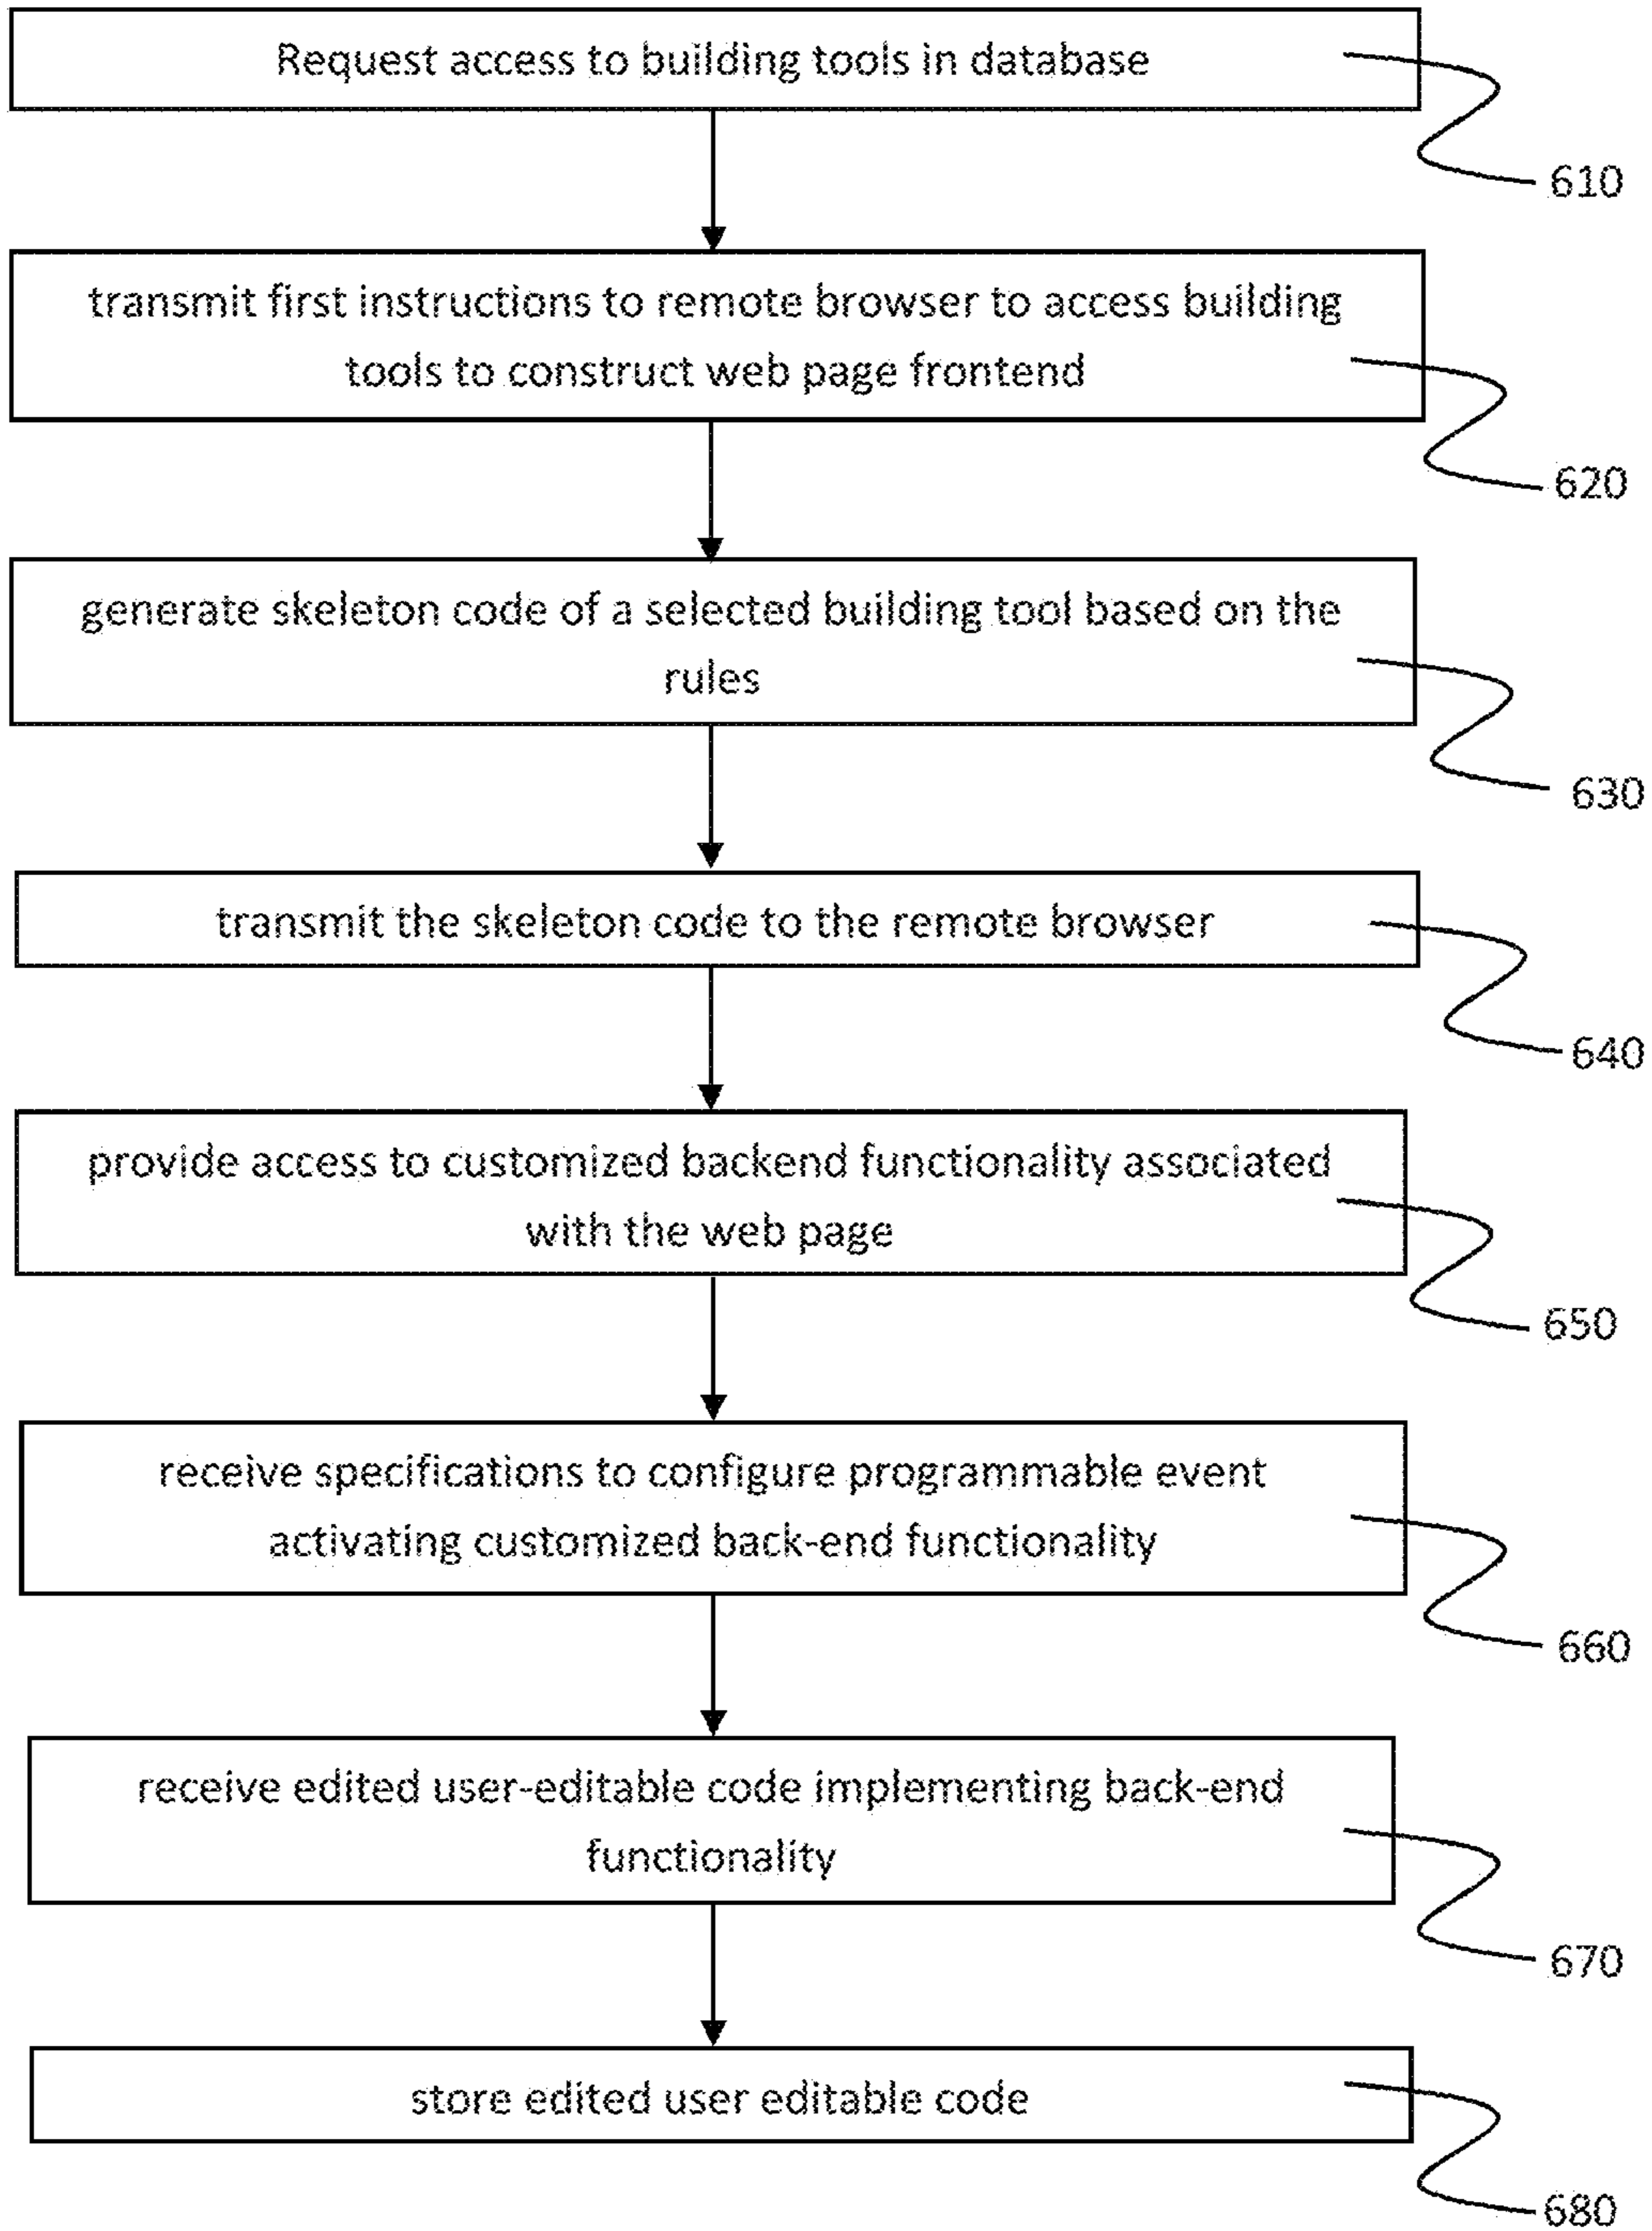 Request access to building tools in database
610
transmit first instructions to remote browser to access building
tools to construct web page frontend
620
generate skeleton code of a selected building tool based on the
rules
630
transmit the skeleton code to the remote browser
640
provide access to customized backend functionality associated
with the web page
650
receive specifications to configure programmable event
activating customized back-end functionality
660
receive edited user-editable code implementing back-end
functionality
670
store edited user editable code
680